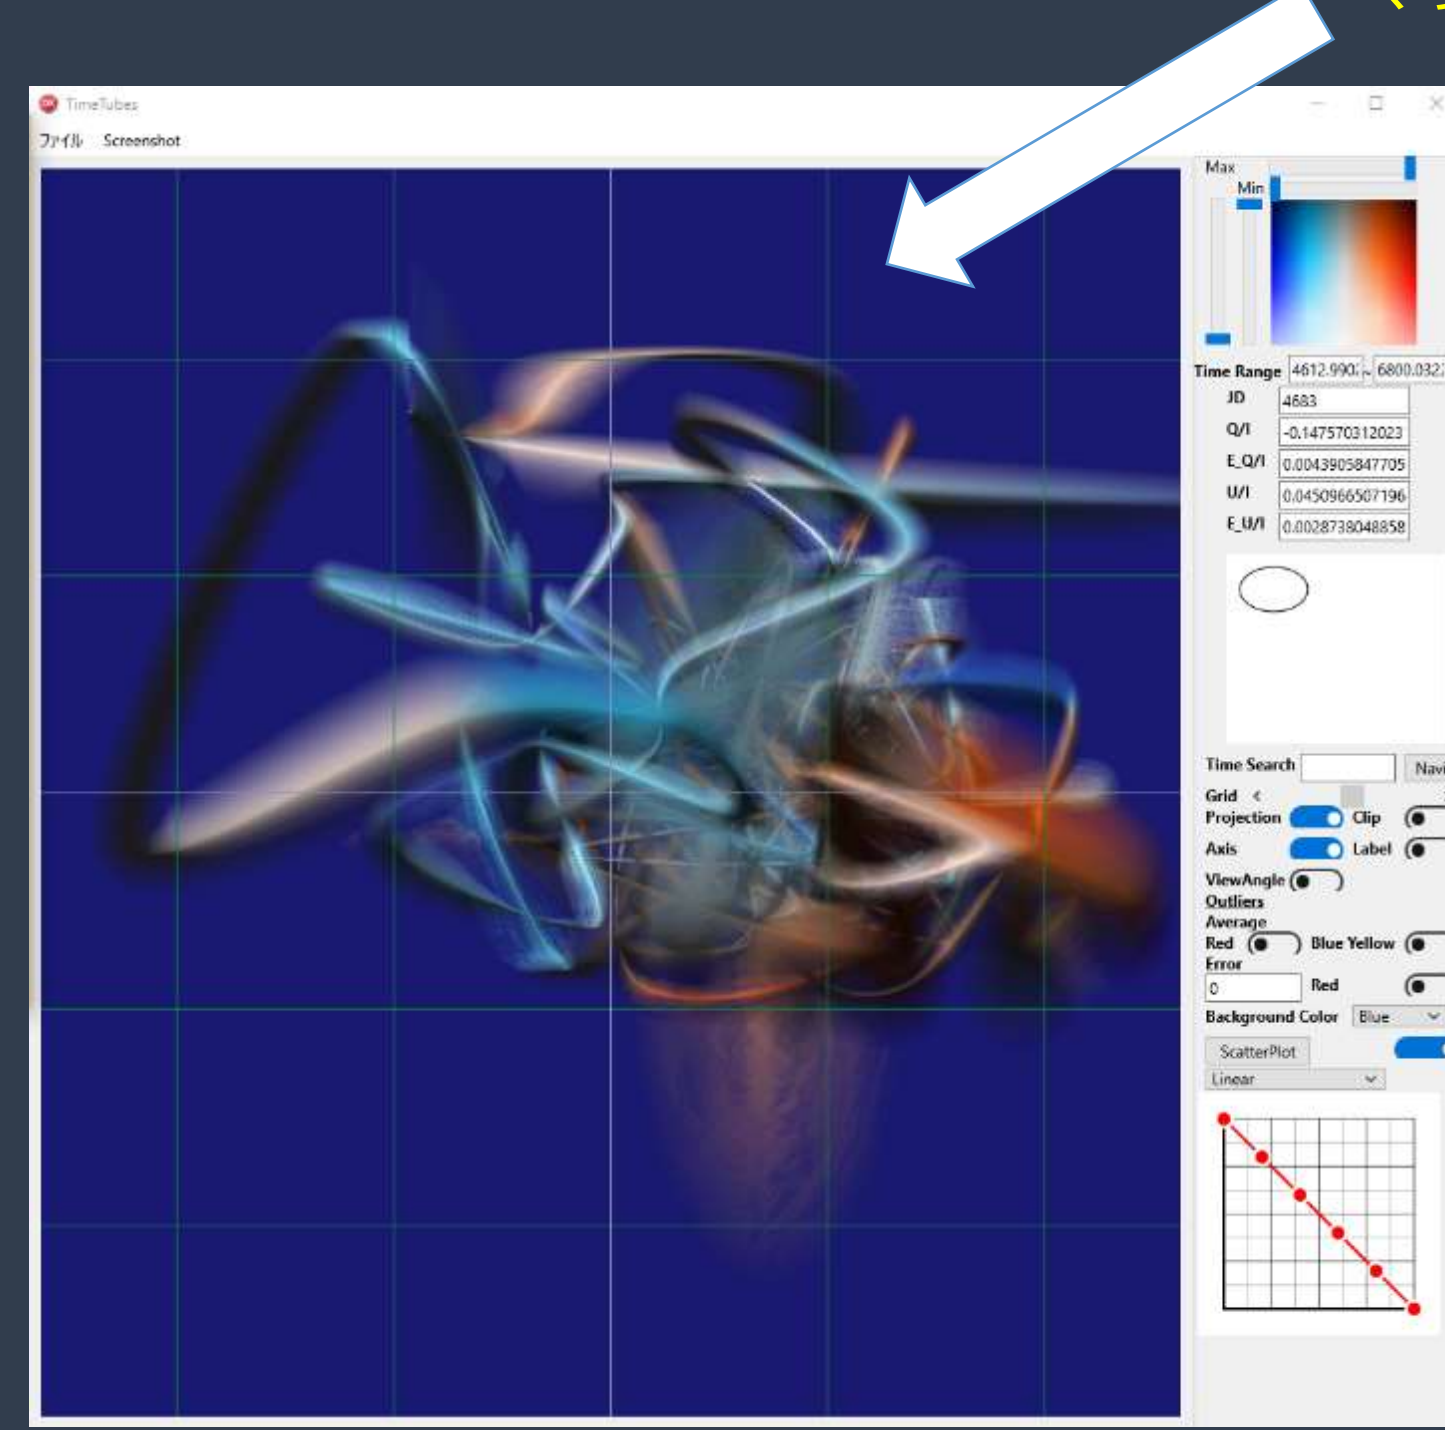 TimeTubes
ファイル Screenshot
Max
Min
Time Range 4612.990 ~ 6800.032
JD 4683
Q/I -0.147570312023
E_Q/I 0.0043905847705
U/I 0.0450966507196
E_U/I 0.0028738048858
Time Search Navi
Grid <
Projection Clip
Axis Label
ViewAngle
Outliers
Average
Red Blue Yellow
Error
0 Red
Background Color Blue
ScatterPlot
Linear